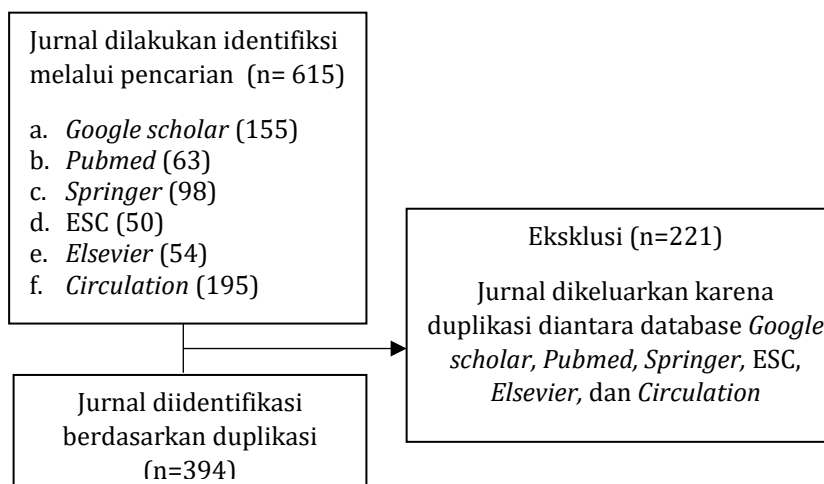 Jurnal dilakukan identifiksi
melalui pencarian (n= 615)
a. Google scholar (155)
b. Pubmed (63)
c. Springer (98)
d. ESC (50)
e. Elsevier (54)
f. Circulation (195)
Eksklusi (n=221)
Jurnal dikeluarkan karena
duplikasi diantara database Google
scholar, Pubmed, Springer, ESC,
Elsevier, dan Circulation
Jurnal diidentifikasi
berdasarkan duplikasi
(n=394)